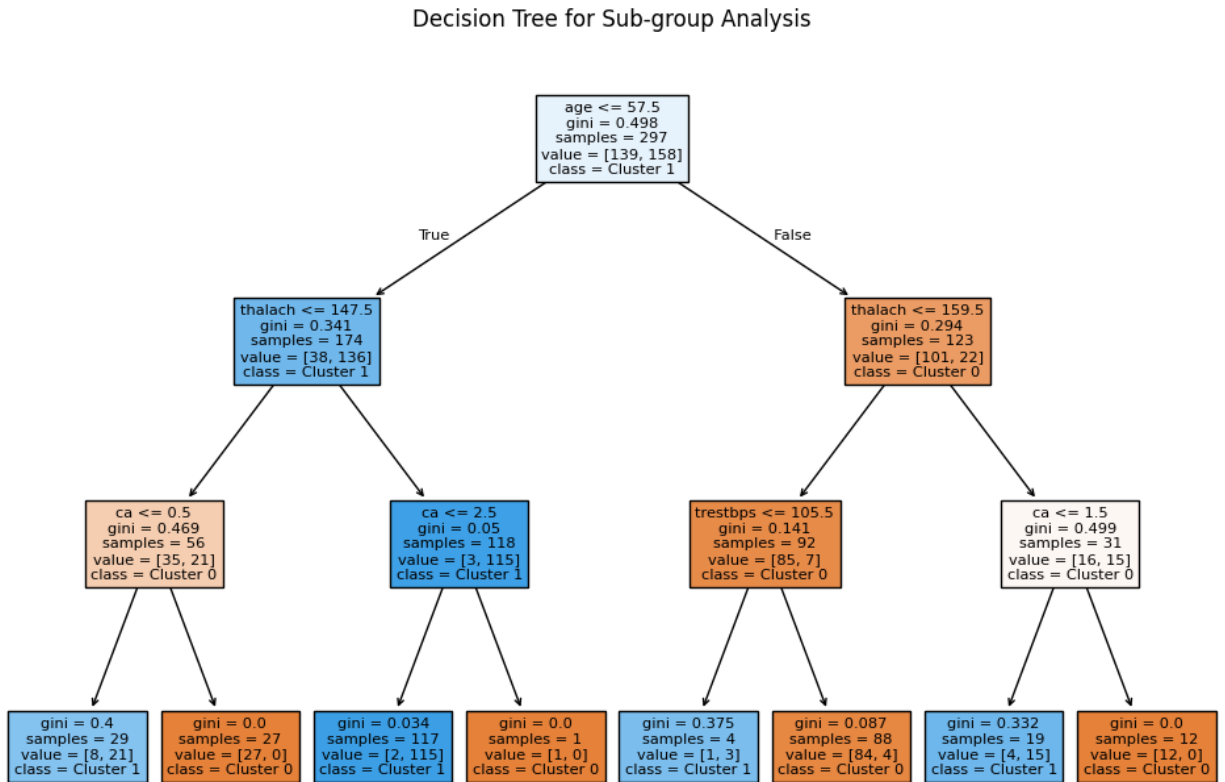 Decision Tree for Sub-group Analysis
age <= 57.5
gini = 0.498
samples = 297
value = [139, 158]
class = Cluster 1
True
False
thalach <= 147.5
gini = 0.341
samples = 174
value = [38, 136]
class = Cluster 1
thalach <= 159.5
gini = 0.294
samples = 123
value = [101, 22]
class = Cluster 0
ca <= 0.5
gini = 0.469
samples = 56
value = [35, 21]
class = Cluster 0
ca <= 2.5
gini = 0.05
samples = 118
value = [3, 115]
class = Cluster 1
trestbps <= 105.5
gini = 0.141
samples = 92
value = [85, 7]
class = Cluster 0
ca <= 1.5
gini = 0.499
samples = 31
value = [16, 15]
class = Cluster 0
gini = 0.4
samples = 29
value = [8, 21]
class = Cluster 1
gini = 0.0
samples = 27
value = [27, 0]
class = Cluster 0
gini = 0.034
samples = 117
value = [2, 115]
class = Cluster 1
gini = 0.0
samples = 1
value = [1, 0]
class = Cluster 0
gini = 0.375
samples = 4
value = [1, 3]
class = Cluster 1
gini = 0.087
samples = 88
value = [84, 4]
class = Cluster 0
gini = 0.332
samples = 19
value = [4, 15]
class = Cluster 1
gini = 0.0
samples = 12
value = [12, 0]
class = Cluster 0